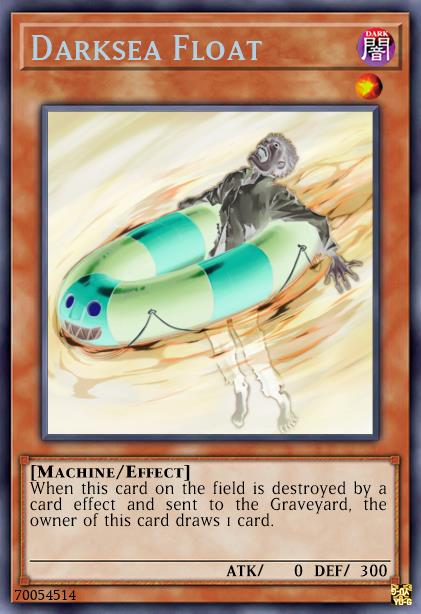 DARKSEA FLOAT
DARK
闇
[MACHINE/EFFECT]
When this card on the field is destroyed by a
card effect and sent to the Graveyard, the
owner of this card draws 1 card.
ATK/ 0 DEF/ 300
70054514